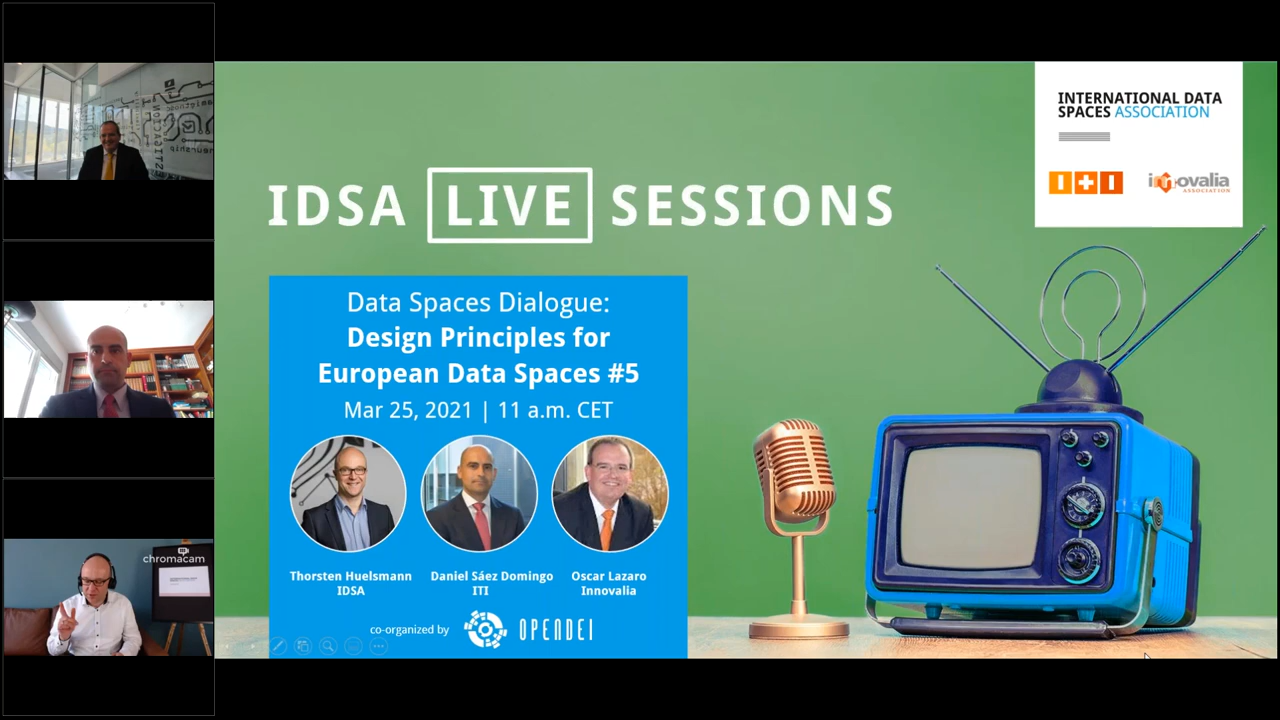 INTERNATIONAL DATA
SPACES ASSOCIATION
I+I
innovalia
ASSOCIATION
IDSA LIVE SESSIONS
Data Spaces Dialogue:
Design Principles for
European Data Spaces #5
Mar 25, 2021 | 11 a.m. CET
Thorsten Huelsmann
IDSA
Daniel Sáez Domingo
ITI
Oscar Lazaro
Innovalia
co-organized by
OPENDEI
chromacam